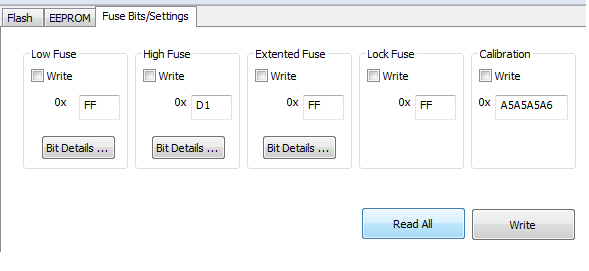 Flash EEPROM Fuse Bits/Settings
Low Fuse High Fuse Extented Fuse Lock Fuse Calibration
Write Write Write Write Write
0x FF 0x D1 0x FF FF 0x A5A5A5A6
Bit Details ... Bit Details ... Bit Details ...
Read All Write